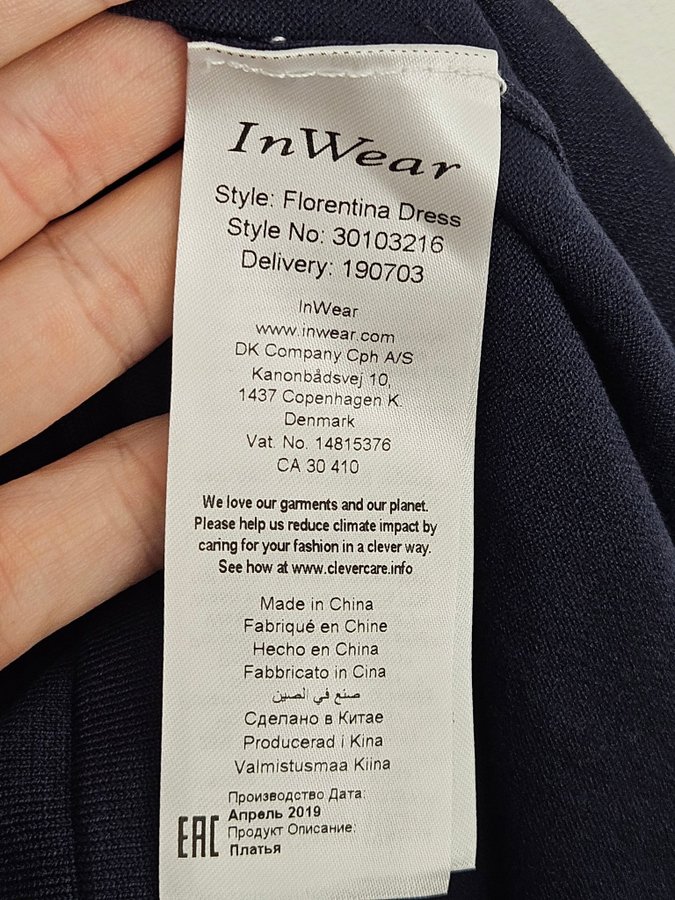 InWear
Style: Florentina Dress
Style No: 30103216
Delivery: 190703
InWear
www.inwear.com
DK Company Cph A/S
Kanonbådsvej 10,
1437 Copenhagen K.
Denmark
Vat. No. 14815376
CA 30 410
We love our garments and our planet.
Please help us reduce climate impact by
caring for your fashion in a clever way.
See how at www.clevercare.info
Made in China
Fabriqué en Chine
Hecho en China
Fabbricato in Cina
صنع في الصين
Сделано в Китае
Producerad i Kina
Valmistusmaa Kiina
Производство Дата:
Апрель 2019
EAC
Продукт Описание:
Платья